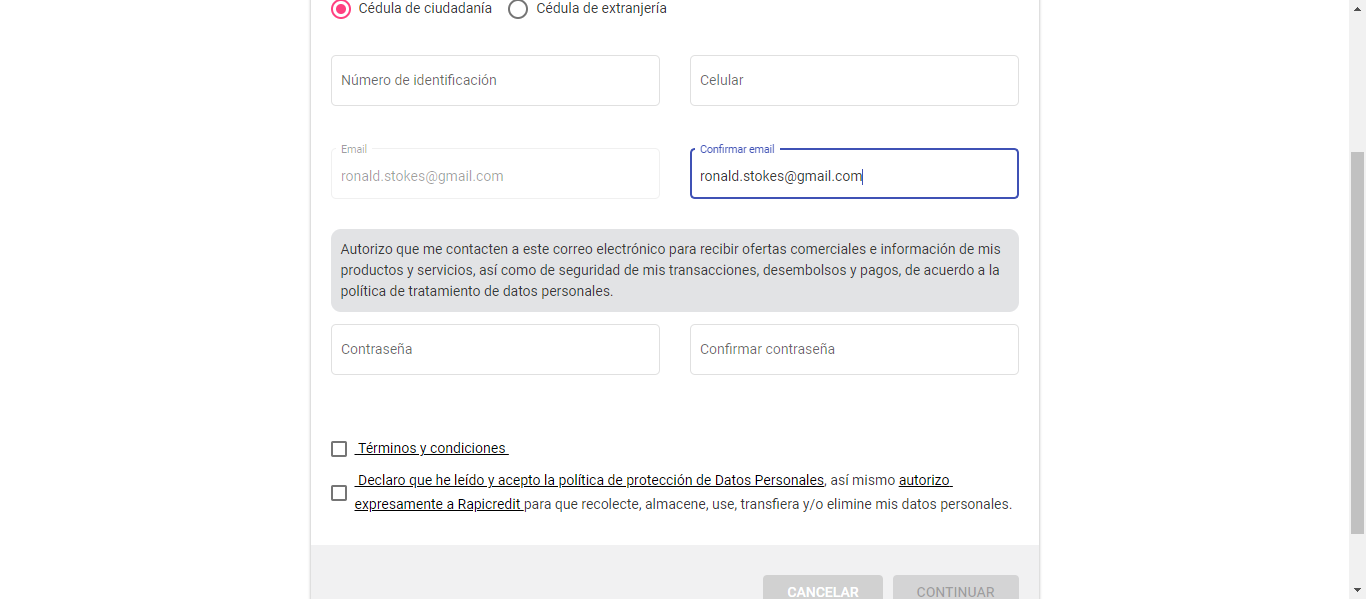 Cédula de ciudadanía Cédula de extranjería
Número de identificación Celular
Email Confirmar email
ronald.stokes@gmail.com ronald.stokes@gmail.com
Autorizo que me contacten a este correo electrónico para recibir ofertas comerciales e información de mis
productos y servicios, así como de seguridad de mis transacciones, desembolsos y pagos, de acuerdo a la
política de tratamiento de datos personales.
Contraseña Confirmar contraseña
Términos y condiciones
Declaro que he leído y acepto la política de protección de Datos Personales, así mismo autorizo
expresamente a Rapicredit para que recolecte, almacene, use, transfiera y/o elimine mis datos personales.
CANCELAR CONTINUAR